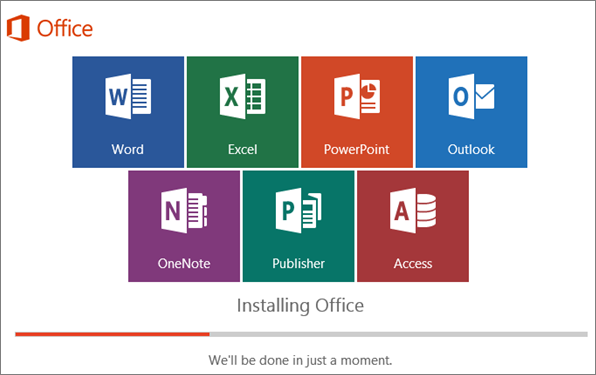 Office
W Word
X Excel
P PowerPoint
O Outlook
N OneNote
P Publisher
A Access
Installing Office
We'll be done in just a moment.